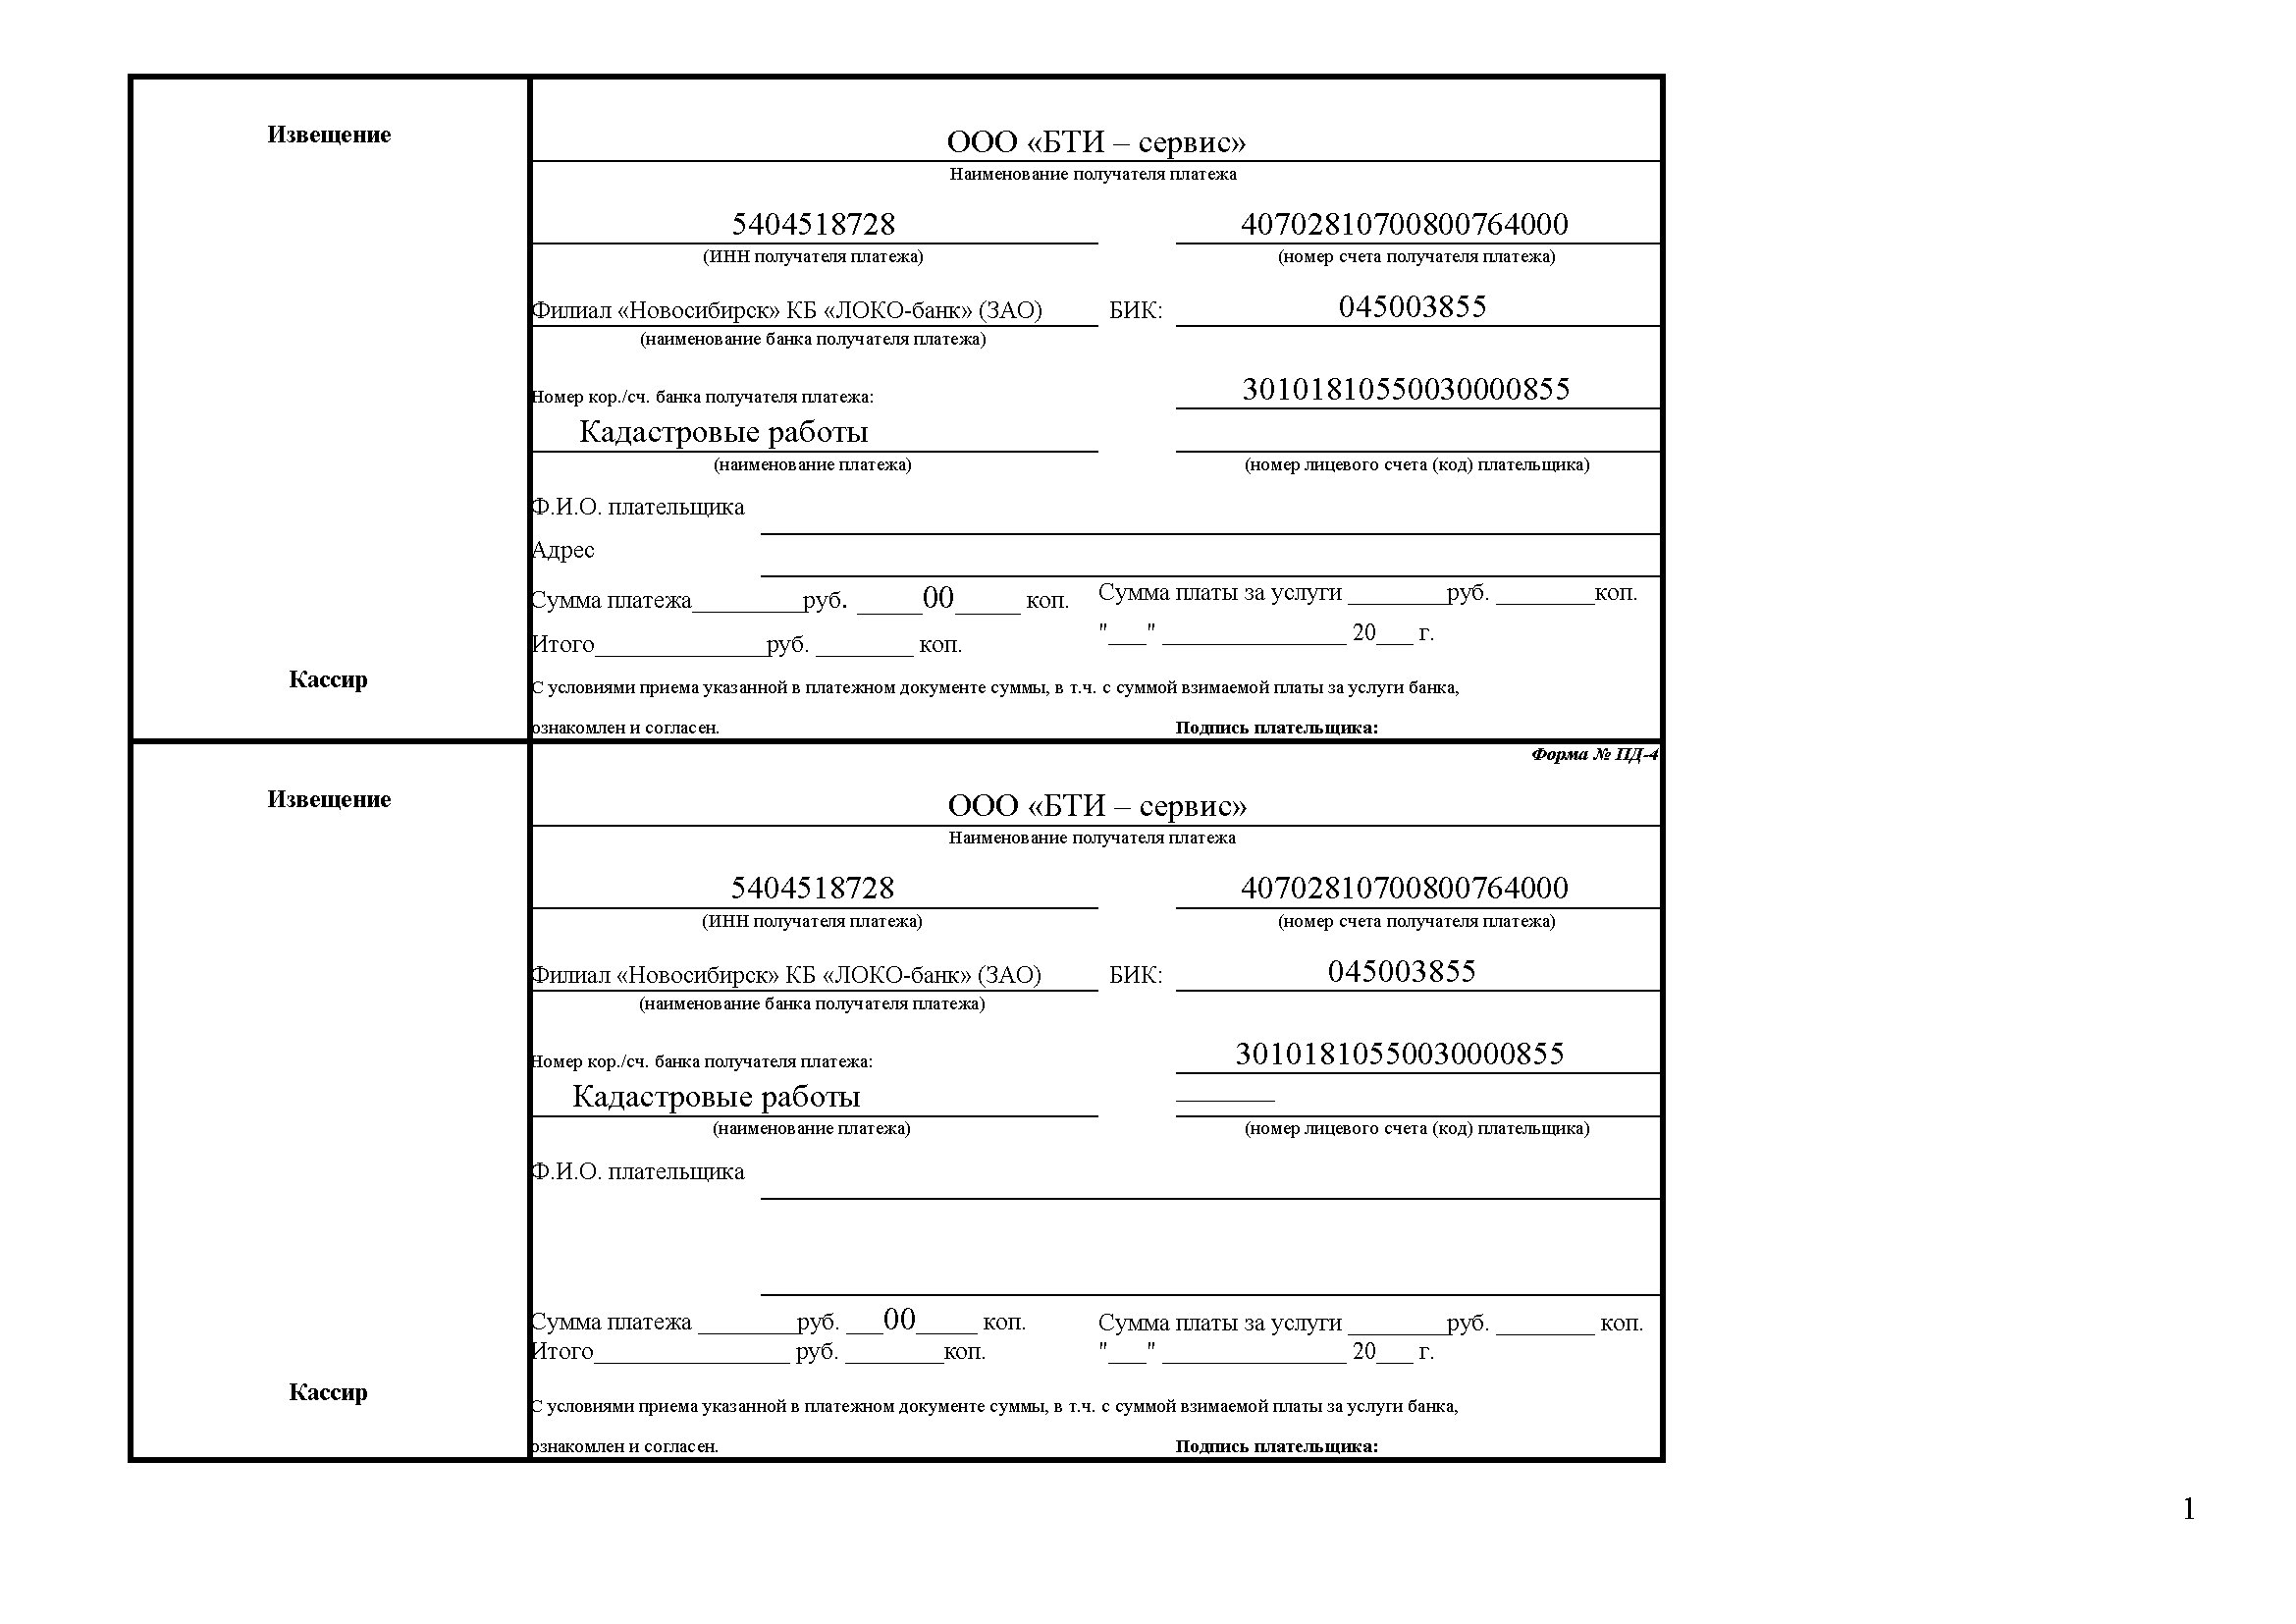 Извещение
ООО «БТИ – сервис»
Наименование получателя платежа
5404518728 40702810700800764000
(ИНН получателя платежа) (номер счета получателя платежа)
Филиал «Новосибирск» КБ «ЛОКО-банк» (ЗАО) БИК: 045003855
(наименование банка получателя платежа)
Номер кор./сч. банка получателя платежа: 30101810550030000855
Кадастровые работы
(наименование платежа) (номер лицевого счета (код) плательщика)
Ф.И.О. плательщика
Адрес
Сумма платежа_________руб. _____00_____ коп. Сумма платы за услуги ________руб. ________коп.
Итого______________руб. ________ коп. "___" _______________ 20___ г.
Кассир
С условиями приема указанной в платежном документе суммы, в т.ч. с суммой взимаемой платы за услуги банка,
ознакомлен и согласен. Подпись плательщика:
Форма № ПД-4
Извещение
ООО «БТИ – сервис»
Наименование получателя платежа
5404518728 40702810700800764000
(ИНН получателя платежа) (номер счета получателя платежа)
Филиал «Новосибирск» КБ «ЛОКО-банк» (ЗАО) БИК: 045003855
(наименование банка получателя платежа)
Номер кор./сч. банка получателя платежа: 30101810550030000855
Кадастровые работы ________
(наименование платежа) (номер лицевого счета (код) плательщика)
Ф.И.О. плательщика
Сумма платежа ________руб. ___00_____ коп. Сумма платы за услуги ________руб. ________ коп.
Итого________________ руб. ________коп. "___" _______________ 20___ г.
Кассир
С условиями приема указанной в платежном документе суммы, в т.ч. с суммой взимаемой платы за услуги банка,
ознакомлен и согласен. Подпись плательщика:
1